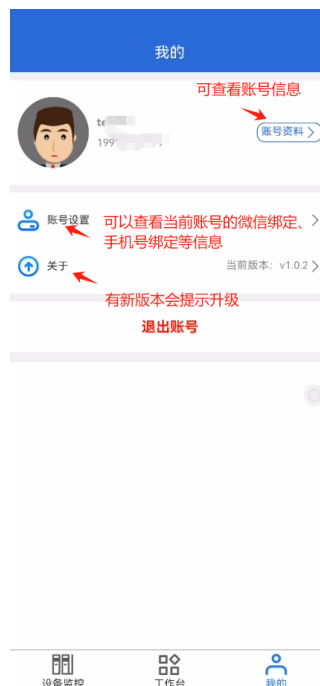 我的
可查看账号信息
te
账号资料
199
账号设置
可以查看当前账号的微信绑定、
手机号绑定等信息
关于
当前版本：v1.0.2
有新版本会提示升级
退出账号
设备监控
工作台
我的